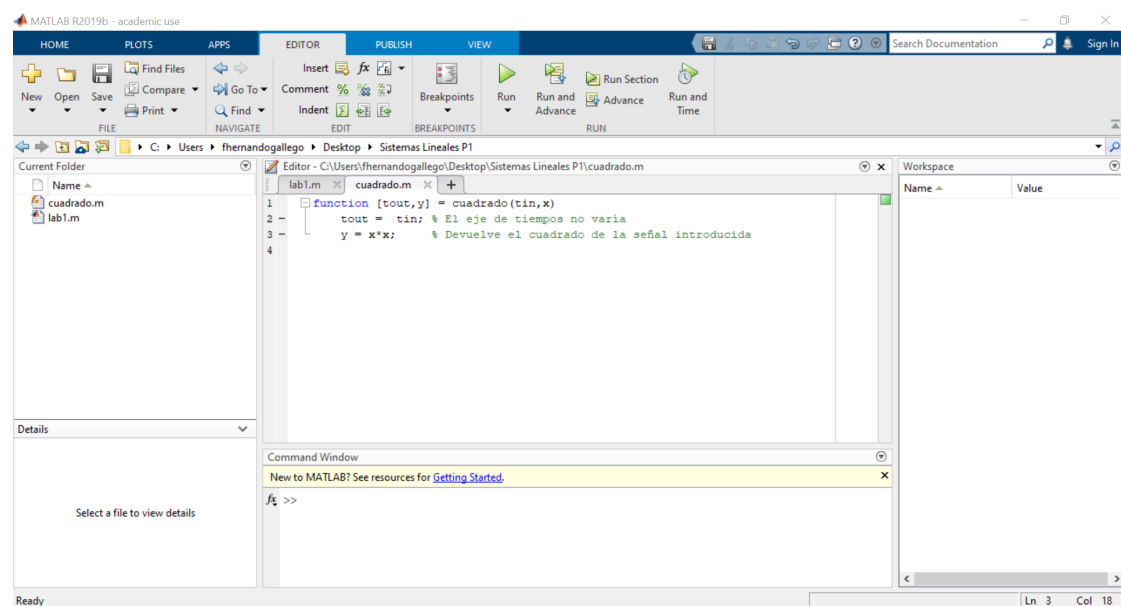 MATLAB R2019b - academic use
HOME PLOTS APPS EDITOR PUBLISH VIEW Search Documentation Sign In
New Open Save Find Files Compare Print Go To Find Insert fx Comment Indent Breakpoints Run Run and Advance Run Section Advance Run and Time
FILE NAVIGATE EDIT BREAKPOINTS RUN
C: Users fhernandogallego Desktop Sistemas Lineales P1
Current Folder
Name
cuadrado.m
lab1.m
Details
Select a file to view details
Editor - C:\Users\fhernandogallego\Desktop\Sistemas Lineales P1\cuadrado.m
lab1.m cuadrado.m +
1 function [tout,y] = cuadrado(tin,x)
2 - tout = tin; % El eje de tiempos no varia
3 - y = x*x; % Devuelve el cuadrado de la señal introducida
4
Command Window
New to MATLAB? See resources for Getting Started.
fx >>
Workspace
Name Value
Ready
Ln 3 Col 18